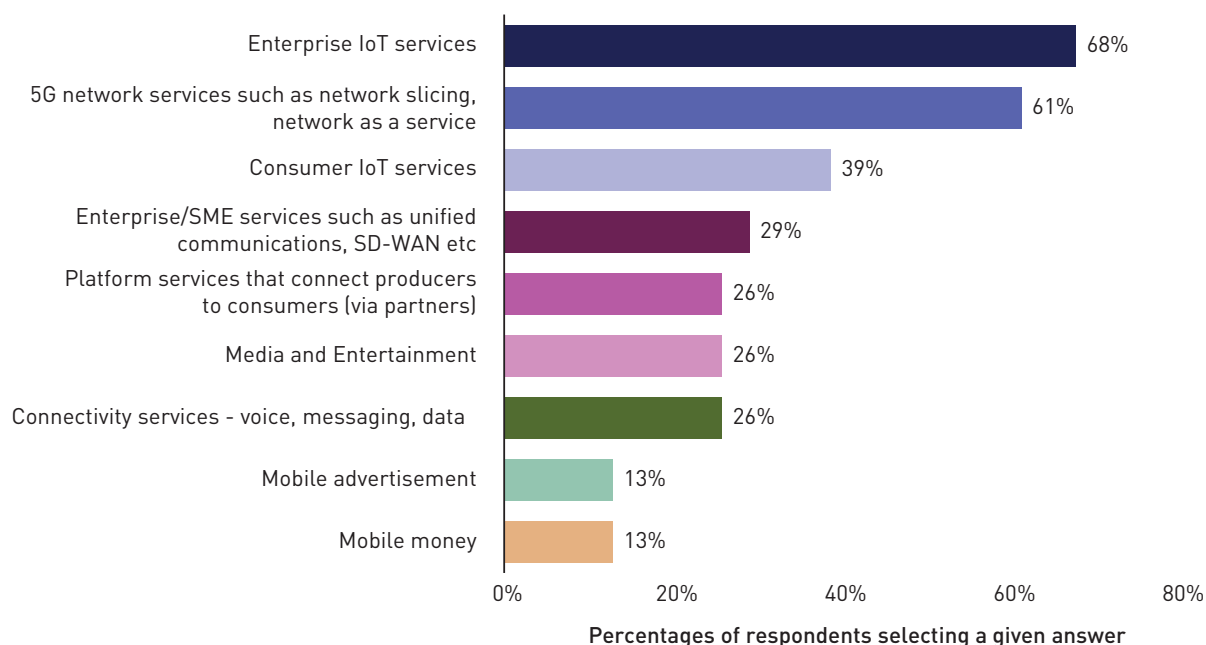 Enterprise IoT services
68%
5G network services such as network slicing,
network as a service
61%
Consumer IoT services
39%
Enterprise/SME services such as unified
communications, SD-WAN etc
29%
Platform services that connect producers
to consumers (via partners)
26%
Media and Entertainment
26%
Connectivity services - voice, messaging, data
26%
Mobile advertisement
13%
Mobile money
13%
0%
20%
40%
60%
80%
Percentages of respondents selecting a given answer